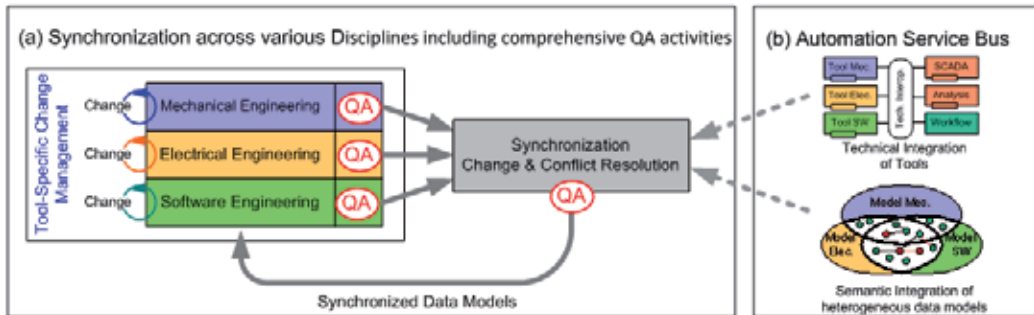 (a) Synchronization across various Disciplines including comprehensive QA activities
Tool-Specific Change
Management
Change
Mechanical Engineering
QA
Change
Electrical Engineering
QA
Change
Software Engineering
QA
Synchronization
Change & Conflict Resolution
QA
Synchronized Data Models
(b) Automation Service Bus
Tool Mec.
Tool Elec.
Tool SW
Tech. Interop.
SCADA
Analysis
Workflow
Technical Integration
of Tools
Model Mec.
Model
Elec.
Model
SW
Semantic Integration of
heterogeneous data models